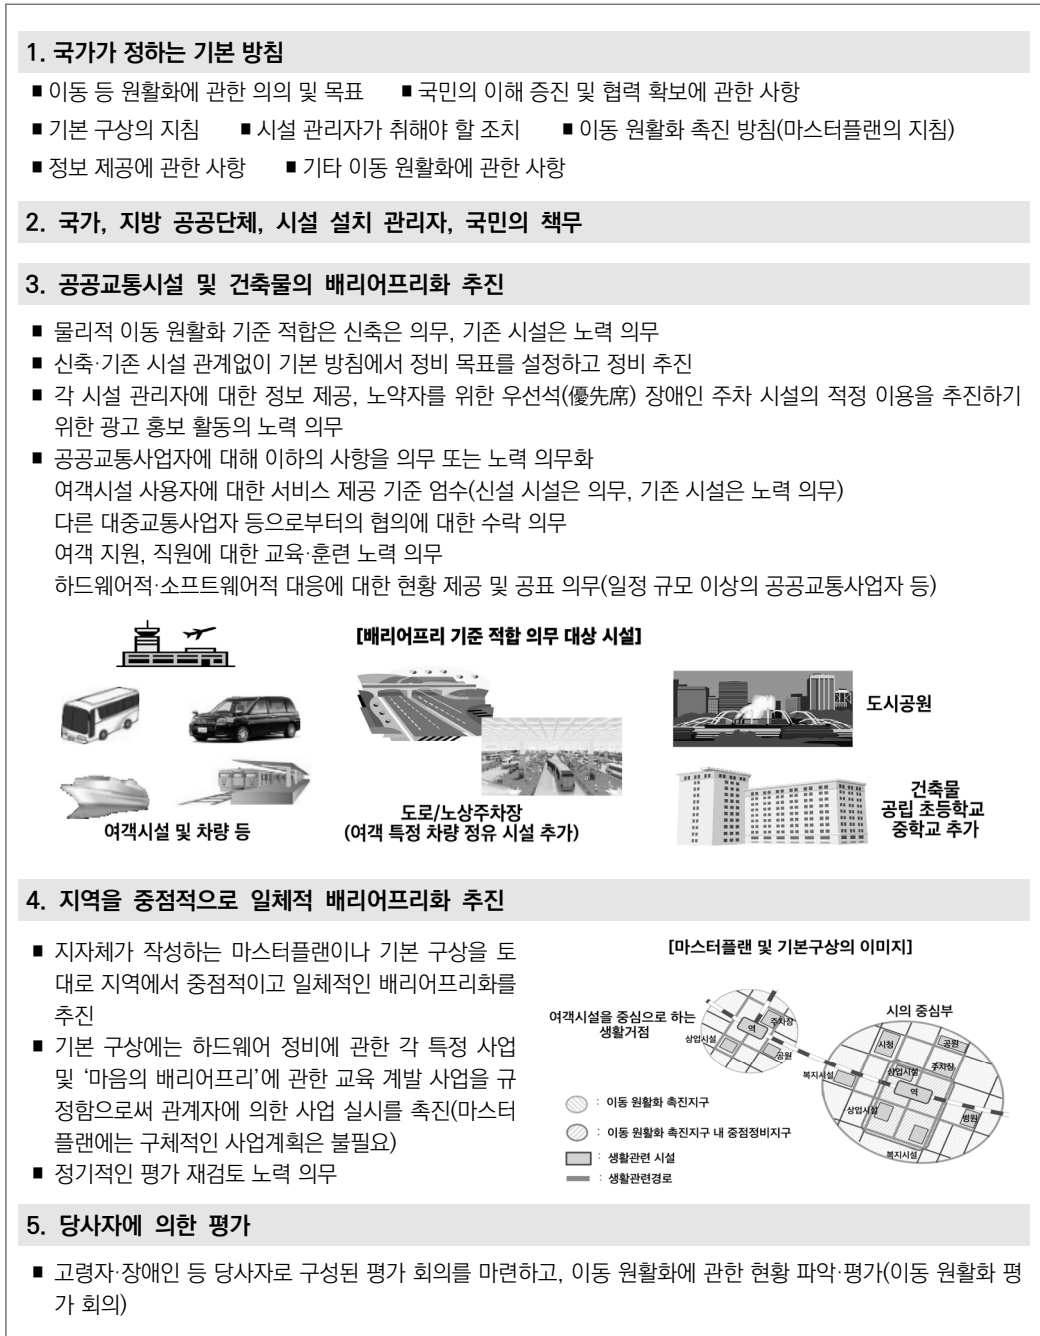 1. 국가가 정하는 기본 방침
■ 이동 등 원활화에 관한 의의 및 목표 ■ 국민의 이해 증진 및 협력 확보에 관한 사항
■ 기본 구상의 지침 ■ 시설 관리자가 취해야 할 조치 ■ 이동 원활화 촉진 방침(마스터플랜의 지침)
■ 정보 제공에 관한 사항 ■ 기타 이동 원활화에 관한 사항
2. 국가, 지방 공공단체, 시설 설치 관리자, 국민의 책무
3. 공공교통시설 및 건축물의 배리어프리화 추진
■ 물리적 이동 원활화 기준 적합은 신축은 의무, 기존 시설은 노력 의무
■ 신축·기존 시설 관계없이 기본 방침에서 정비 목표를 설정하고 정비 추진
■ 각 시설 관리자에 대한 정보 제공, 노약자를 위한 우선석(優先席) 장애인 주차 시설의 적정 이용을 추진하기
위한 광고 홍보 활동의 노력 의무
■ 공공교통사업자에 대해 이하의 사항을 의무 또는 노력 의무화
여객시설 사용자에 대한 서비스 제공 기준 엄수(신설 시설은 의무, 기존 시설은 노력 의무)
다른 대중교통사업자 등으로부터의 협의에 대한 수락 의무
여객 지원, 직원에 대한 교육·훈련 노력 의무
하드웨어적·소프트웨어적 대응에 대한 현황 제공 및 공표 의무(일정 규모 이상의 공공교통사업자 등)
[배리어프리 기준 적합 의무 대상 시설]
여객시설 및 차량 등
도로/노상주차장
(여객 특정 차량 정유 시설 추가)
도시공원
건축물
공립 초등학교
중학교 추가
4. 지역을 중점적으로 일체적 배리어프리화 추진
■ 지자체가 작성하는 마스터플랜이나 기본 구상을 토
대로 지역에서 중점적이고 일체적인 배리어프리화를
추진
■ 기본 구상에는 하드웨어 정비에 관한 각 특정 사업
및 ‘마음의 배리어프리’에 관한 교육 계발 사업을 규
정함으로써 관계자에 의한 사업 실시를 촉진(마스터
플랜에는 구체적인 사업계획은 불필요)
■ 정기적인 평가 재검토 노력 의무
[마스터플랜 및 기본구상의 이미지]
여객시설을 중심으로 하는
생활거점
상업시설
역
주차장
공원
시의 중심부
시청
공원
복지시설
상업시설
주차장
역
상업시설
병원
복지시설
: 이동 원활화 촉진지구
: 이동 원활화 촉진지구 내 중점정비지구
: 생활관련 시설
: 생활관련경로
5. 당사자에 의한 평가
■ 고령자·장애인 등 당사자로 구성된 평가 회의를 마련하고, 이동 원활화에 관한 현황 파악·평가(이동 원활화 평
가 회의)